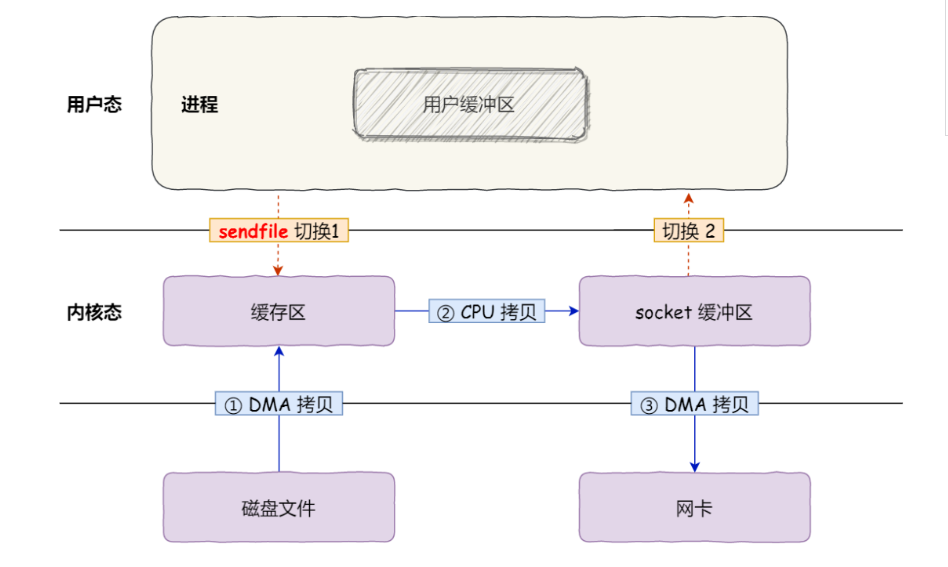 用户态
进程
用户缓冲区
sendfile 切换1
切换 2
内核态
缓存区
② CPU 拷贝
socket 缓冲区
① DMA 拷贝
③ DMA 拷贝
磁盘文件
网卡